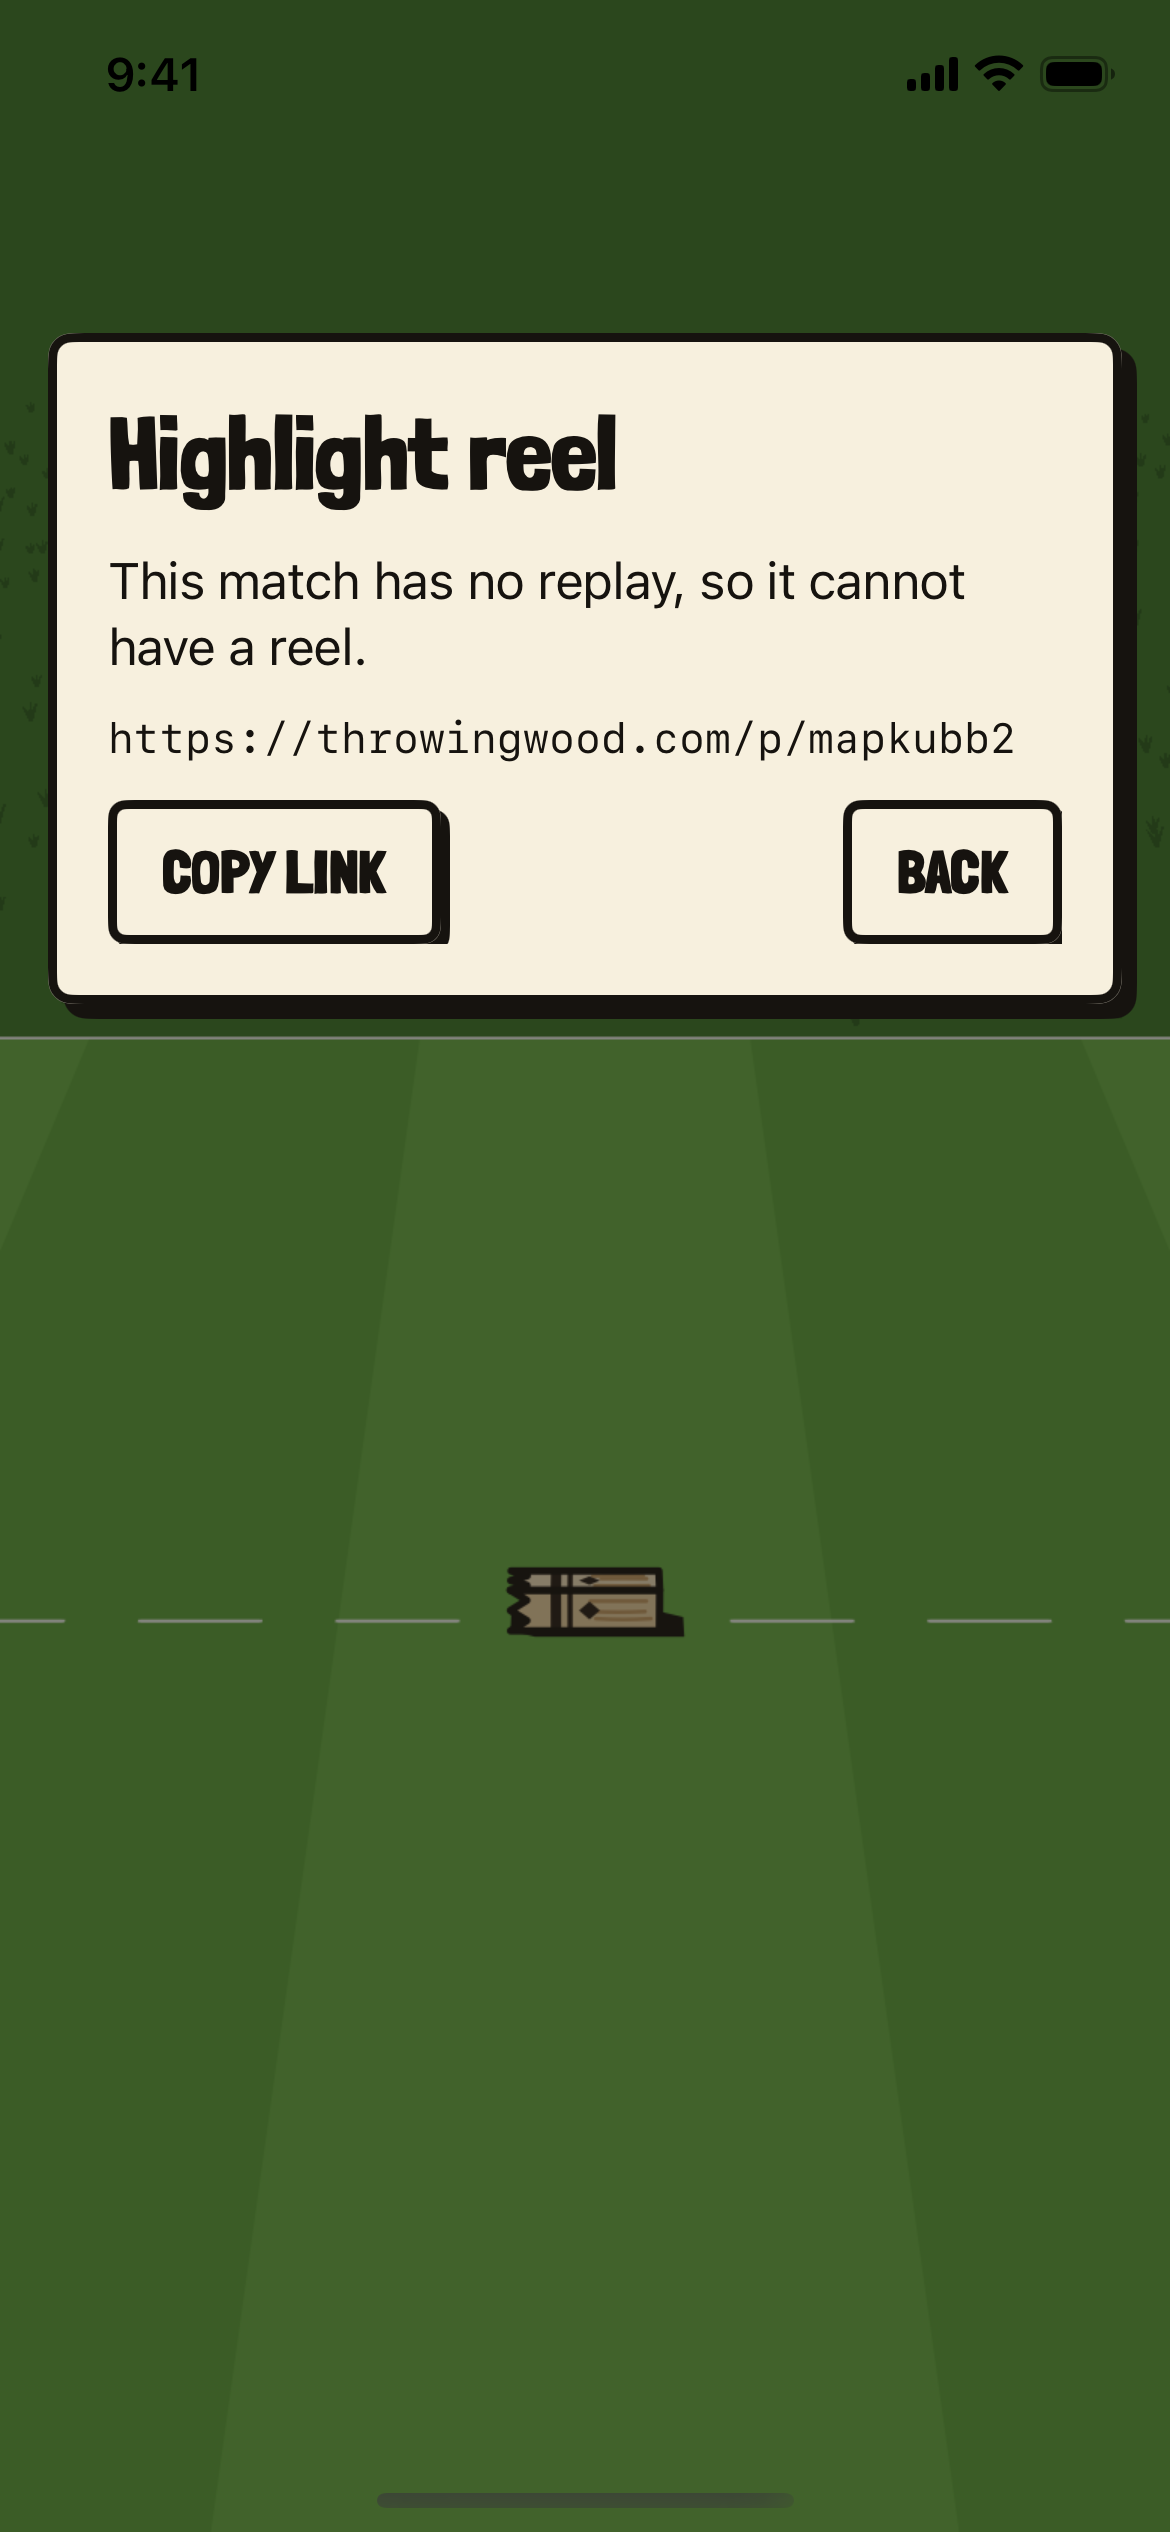 9:41
Highlight reel
This match has no replay, so it cannot
have a reel.
https://throwingwood.com/p/mapkubb2
COPY LINK
BACK